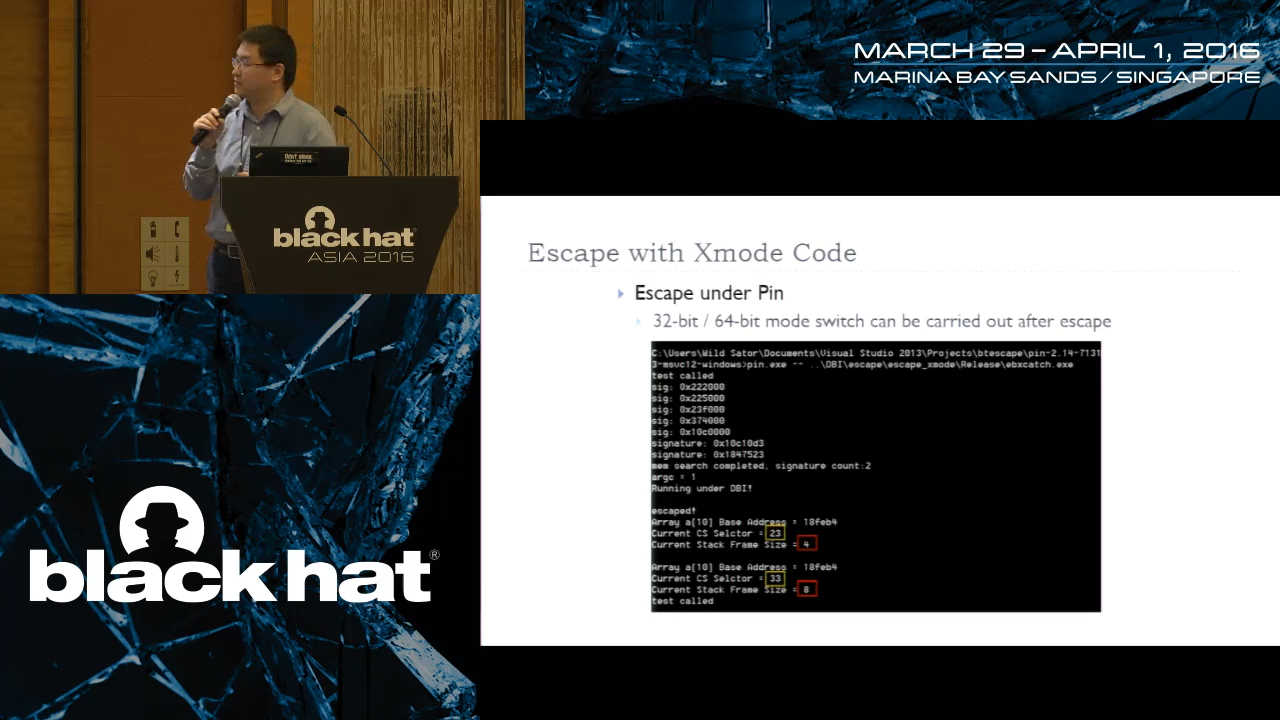 MARCH 29 – APRIL 1, 2016
MARINA BAY SANDS / SINGAPORE
black hat
ASIA 2016
Escape with Xmode Code
Escape under Pin
32-bit / 64-bit mode switch can be carried out after escape
C:\Users\Wild Sator\Documents\Visual Studio 2013\Projects\btescape\pin-2.14-7131
3-msvc12-windows>pin.exe -- ..\DBI\escape\escape_xmode\Release\ebxcatch.exe
test called
sig: 0x222000
sig: 0x225000
sig: 0x23f000
sig: 0x374000
sig: 0x10c0000
signature: 0x10c10d3
signature: 0x1847523
mem search completed, signature count:2
argc = 1
Running under DBI!
escaped!
Array a[10] Base Address = 18feb4
Current CS Selctor = 23
Current Stack Frame Size = 4
Array a[10] Base Address = 18feb4
Current CS Selctor = 33
Current Stack Frame Size = 8
test called
black hat®